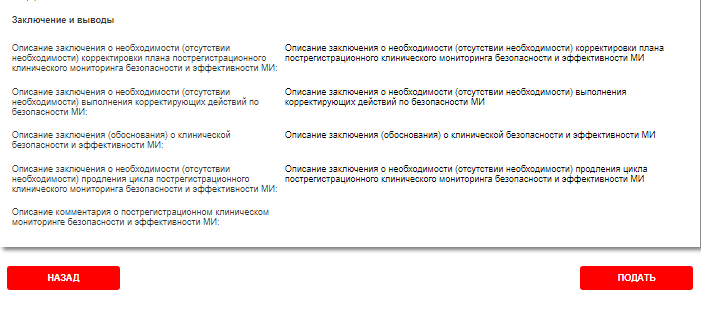 Заключение и выводы
Описание заключения о необходимости (отсутствии
необходимости) корректировки плана пострегистрационного
клинического мониторинга безопасности и эффективности МИ:
Описание заключения о необходимости (отсутствии необходимости) корректировки плана
пострегистрационного клинического мониторинга безопасности и эффективности МИ
Описание заключения о необходимости (отсутствии
необходимости) выполнения корректирующих действий по
безопасности МИ:
Описание заключения о необходимости (отсутствии необходимости) выполнения
корректирующих действий по безопасности МИ
Описание заключения (обоснования) о клинической
безопасности и эффективности МИ:
Описание заключения (обоснования) о клинической безопасности и эффективности МИ
Описание заключения о необходимости (отсутствии
необходимости) продления цикла пострегистрационного
клинического мониторинга безопасности и эффективности МИ:
Описание заключения о необходимости (отсутствии необходимости) продления цикла
пострегистрационного клинического мониторинга безопасности и эффективности МИ
Описание комментария о пострегистрационном клиническом
мониторинге безопасности и эффективности МИ:
НАЗАД
ПОДАТЬ